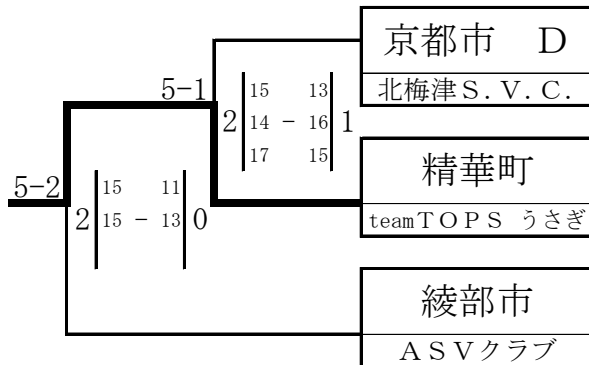 京都市　D
北梅津S.V.C.
5-1
2 15 13 1
14 - 16
17 15
精華町
teamTOPS うさぎ
5-2
2 15 11 0
15 - 13
綾部市
ASVクラブ